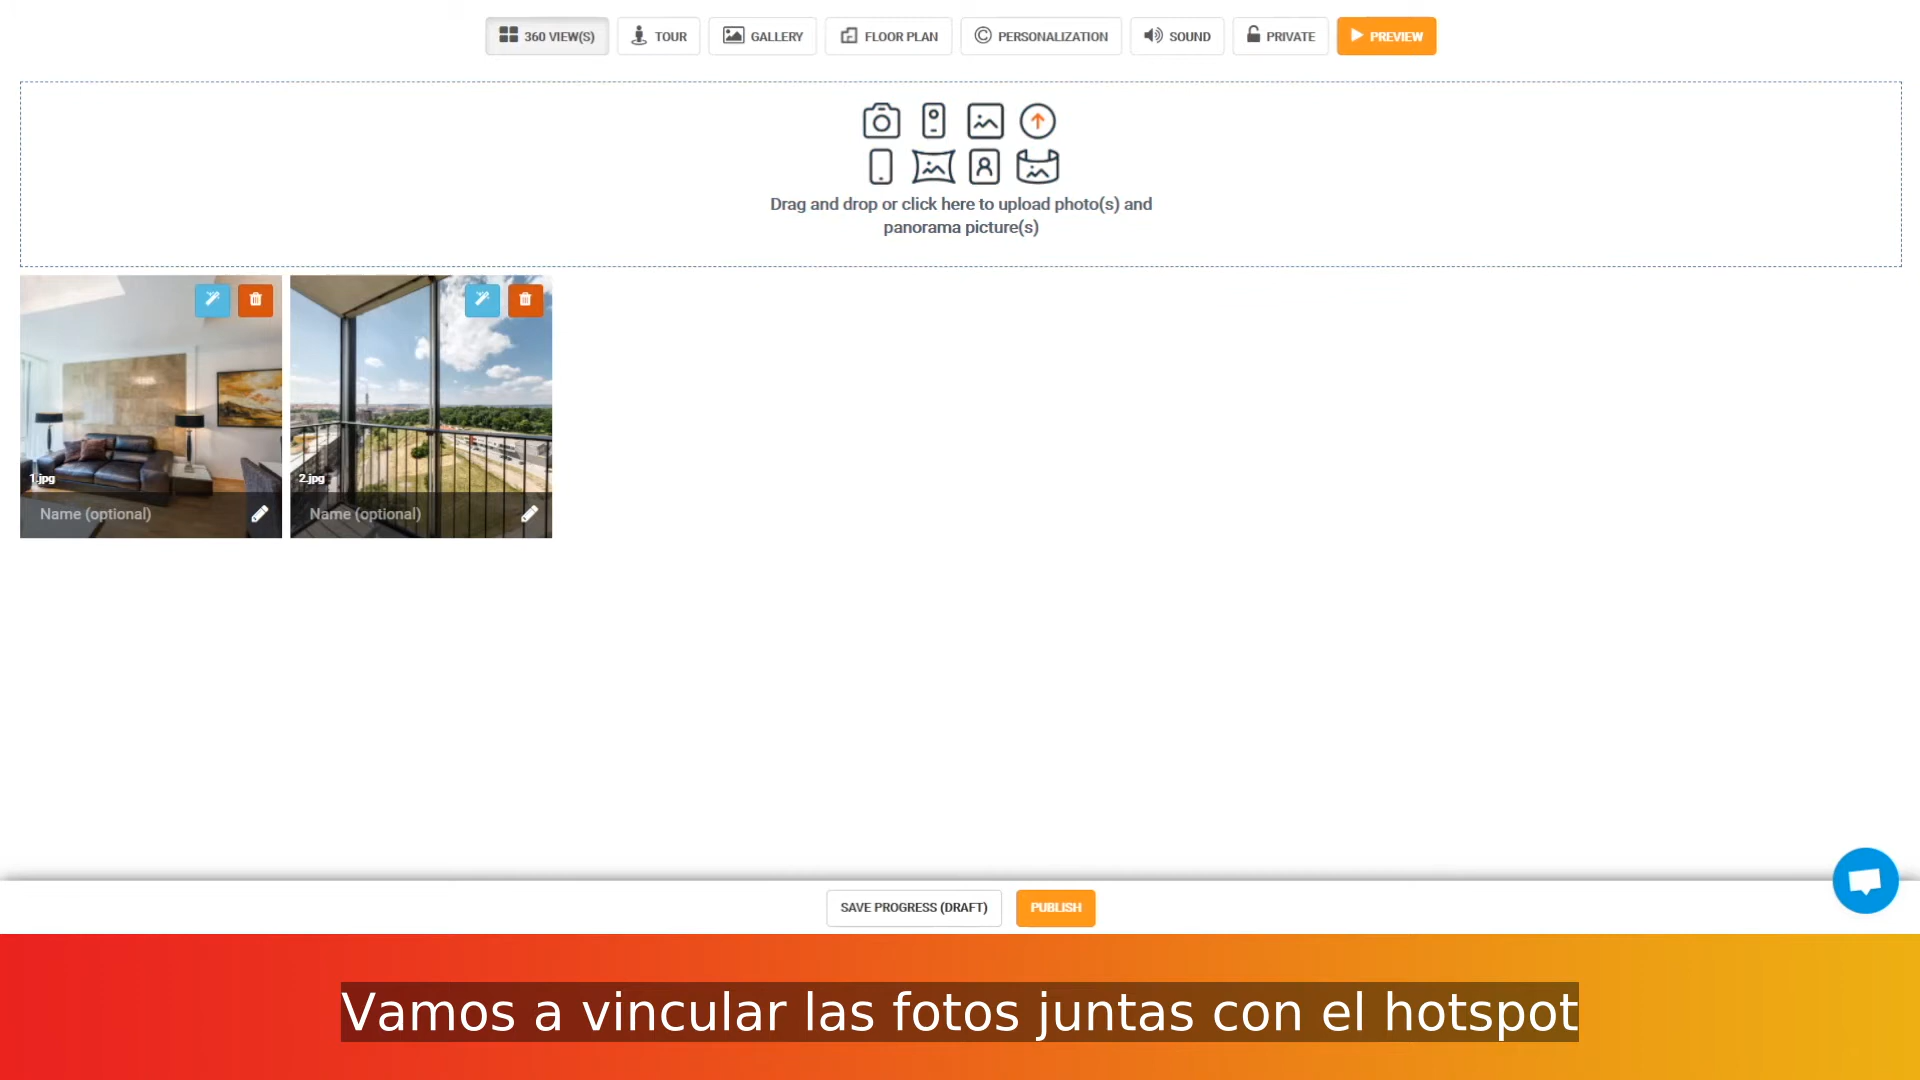 360 VIEW(S)
TOUR
GALLERY
FLOOR PLAN
PERSONALIZATION
SOUND
PRIVATE
PREVIEW
Drag and drop or click here to upload photo(s) and
panorama picture(s)
1.jpg
2.jpg
Name (optional)
Name (optional)
SAVE PROGRESS (DRAFT)
PUBLISH
Vamos a vincular las fotos juntas con el hotspot